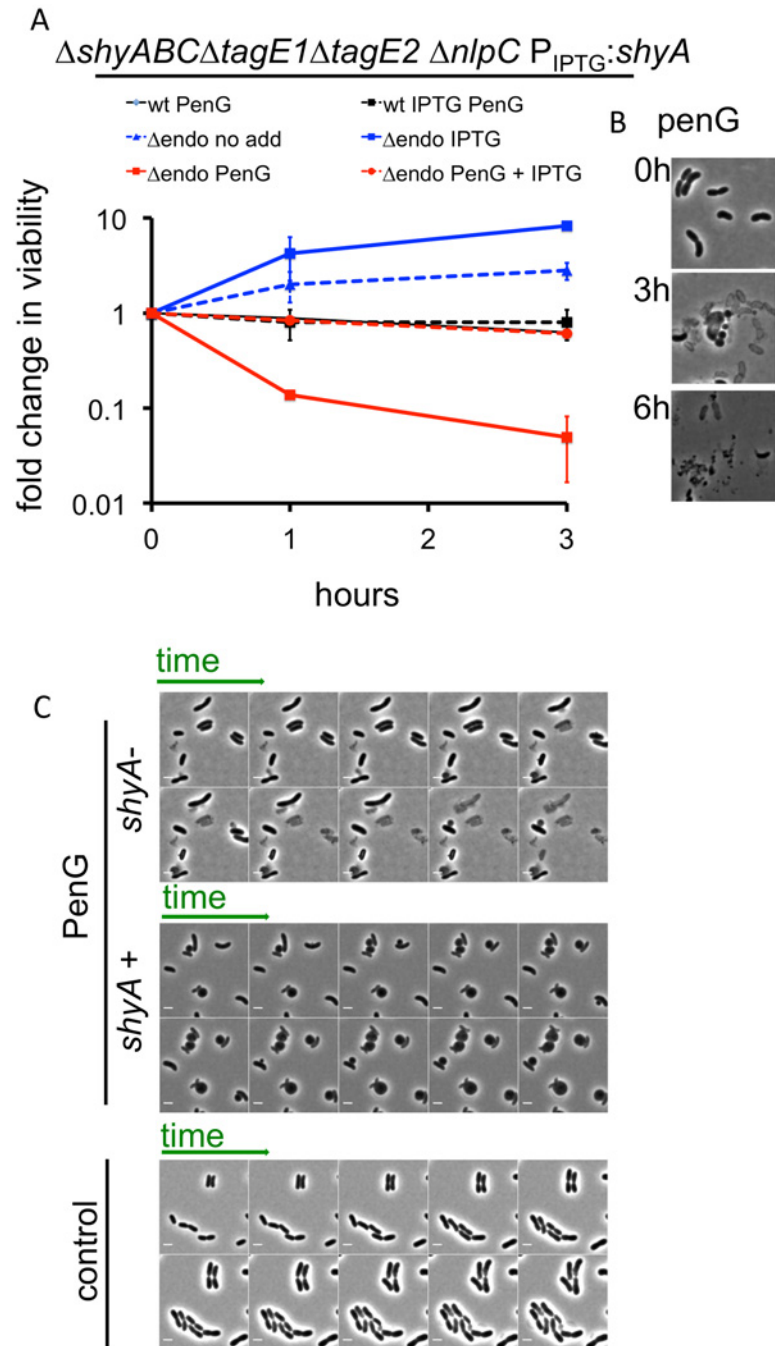 A
ΔshyABCΔtagE1ΔtagE2 ΔnlpC P_IPTG:shyA
wt PenG wt IPTG PenG
Δendo no add Δendo IPTG
Δendo PenG Δendo PenG + IPTG
fold change in viability
10
1
0.1
0.01
0 1 2 3
hours
B penG
0h
3h
6h
C
time
PenG
shyA-
time
shyA +
time
control